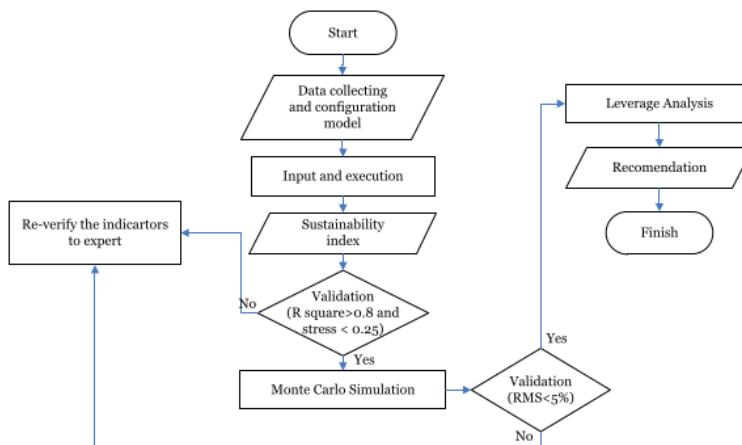 Start
Data collecting
and configuration
model
Input and execution
Sustainability
index
Validation
(R square>0.8 and
stress < 0.25)
No
Yes
Re-verify the indicartors
to expert
Monte Carlo Simulation
Validation
(RMS<5%)
Yes
No
Leverage Analysis
Recomendation
Finish